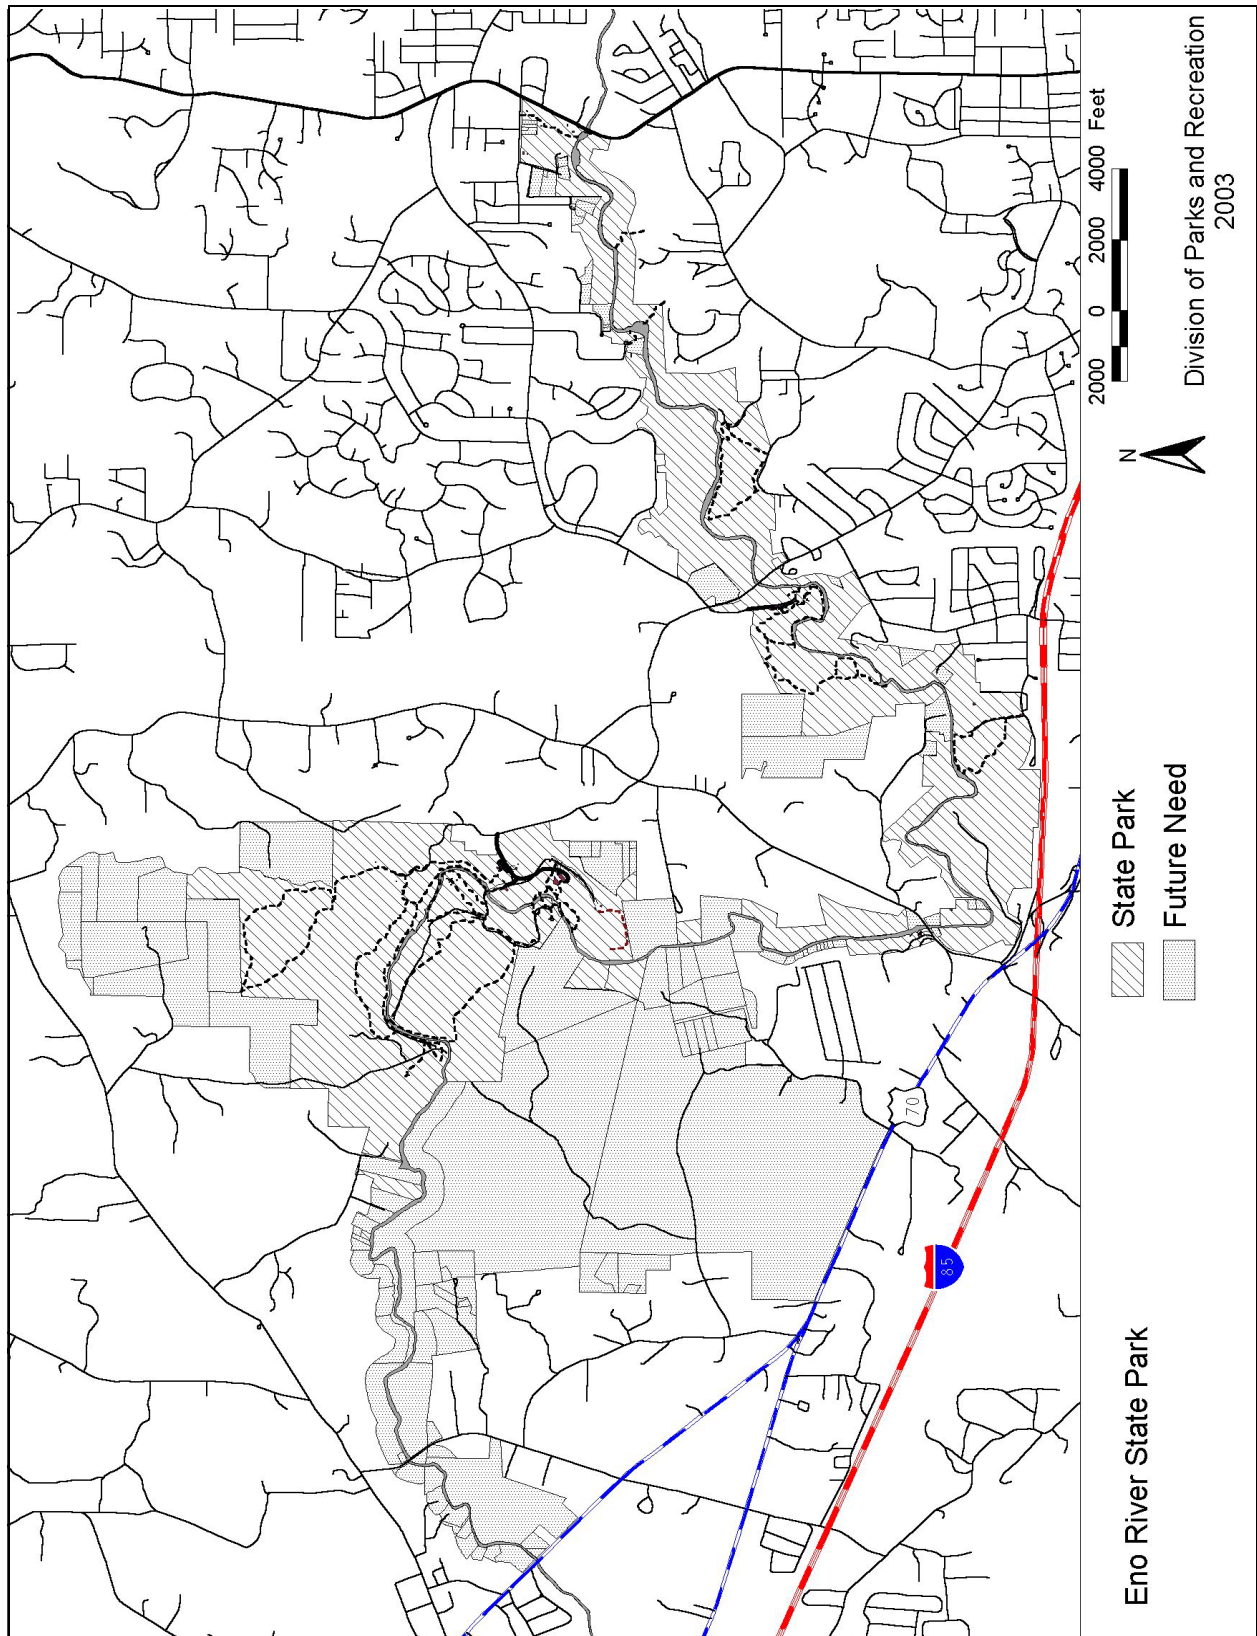 70
85
Eno River State Park
State Park
Future Need
N
2000 0 2000 4000 Feet
Division of Parks and Recreation
2003